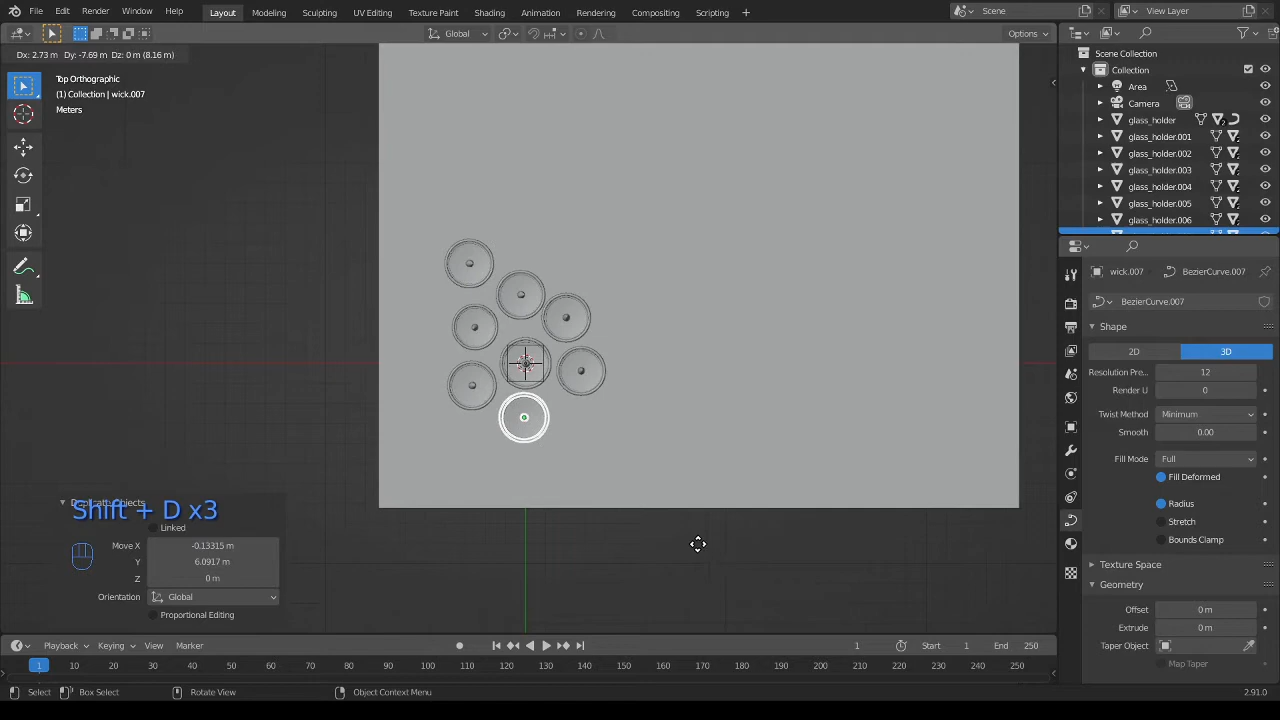 File Edit Render Window Help Layout Modeling Sculpting UV Editing Texture Paint Shading Animation Rendering Compositing Scripting + Scene View Layer
Global Options
Dx: 2.73 m Dy: -7.69 m Dz: 0 m (8.16 m)
Top Orthographic
(1) Collection | wick.007
Meters
Scene Collection
Collection
Area
Camera
glass_holder
glass_holder.001
glass_holder.002
glass_holder.003
glass_holder.004
glass_holder.005
glass_holder.006
wick.007 BezierCurve.007
BezierCurve.007
Shape
2D 3D
Resolution Pre... 12
Render U 0
Twist Method Minimum
Smooth 0.00
Fill Mode Full
Fill Deformed
Radius
Stretch
Bounds Clamp
Texture Space
Geometry
Offset 0 m
Extrude 0 m
Taper Object
Map Taper
Duplicate Objects
Shift + D x3
Linked
Move X -0.13315 m
Y 6.0917 m
Z 0 m
Orientation Global
Proportional Editing
Playback Keying View Marker 1 Start 1 End 250
1 10 20 30 40 50 60 70 80 90 100 110 120 130 140 150 160 170 180 190 200 210 220 230 240 250
Select Box Select Rotate View Object Context Menu 2.91.0